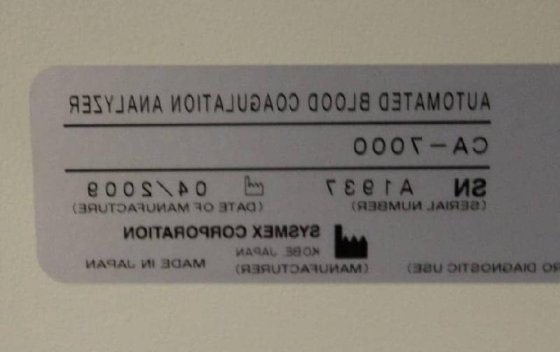 AUTOMATED BLOOD COAGULATION ANALYZER
CA-7000
SN A1937 04/2009
(SERIAL NUMBER) (DATE OF MANUFACTURE)
SYSMEX CORPORATION
KOBE JAPAN
(MANUFACTURER) MADE IN JAPAN
DIAGNOSTIC USE)